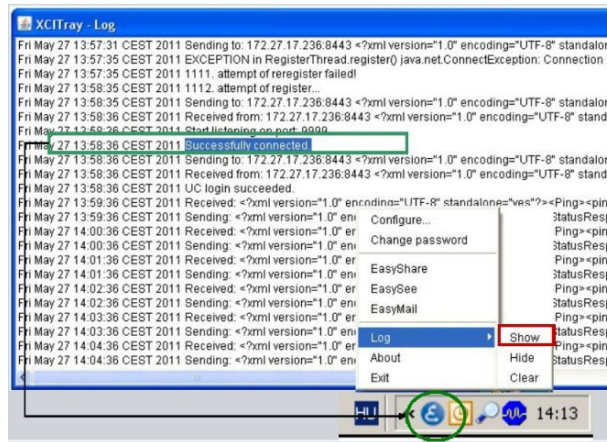 XCITray - Log
Fri May 27 13:57:31 CEST 2011 Sending to: 172.27.17.236:8443 <?xml version="1.0" encoding="UTF-8" standalo
Fri May 27 13:57:35 CEST 2011 EXCEPTION in RegisterThread.register() java.net.ConnectException: Connection
Fri May 27 13:57:35 CEST 2011 1111. attempt of reregister failed!
Fri May 27 13:58:35 CEST 2011 1112. attempt of register...
Fri May 27 13:58:35 CEST 2011 Sending to: 172.27.17.236:8443 <?xml version="1.0" encoding="UTF-8" standalo
Fri May 27 13:58:36 CEST 2011 Received from: 172.27.17.236:8443 <?xml version="1.0" encoding="UTF-8" stand
Fri May 27 13:58:36 CEST 2011 Start listening on port: 9999
Fri May 27 13:58:36 CEST 2011 Successfully connected.
Fri May 27 13:58:36 CEST 2011 Sending to: 172.27.17.236:8443 <?xml version="1.0" encoding="UTF-8" standalo
Fri May 27 13:58:36 CEST 2011 Received from: 172.27.17.236:8443 <?xml version="1.0" encoding="UTF-8" stand
Fri May 27 13:58:36 CEST 2011 UC login succeeded.
Fri May 27 13:59:36 CEST 2011 Received: <?xml version="1.0" encoding="UTF-8" standalone="yes"?><Ping><pin
Fri May 27 13:59:36 CEST 2011 Sending: <?xml version="1.0" en StatusResp
Fri May 27 14:00:36 CEST 2011 Received: <?xml version="1.0" er Ping><pin
Fri May 27 14:00:36 CEST 2011 Sending: <?xml version="1.0" en StatusResp
Fri May 27 14:01:36 CEST 2011 Received: <?xml version="1.0" er Ping><pin
Fri May 27 14:01:36 CEST 2011 Sending: <?xml version="1.0" en StatusResp
Fri May 27 14:02:36 CEST 2011 Received: <?xml version="1.0" er Ping><pin
Fri May 27 14:02:36 CEST 2011 Sending: <?xml version="1.0" en StatusResp
Fri May 27 14:03:36 CEST 2011 Received: <?xml version="1.0" er Ping><pin
Fri May 27 14:03:36 CEST 2011 Sending: <?xml version="1.0" en StatusResp
Fri May 27 14:04:36 CEST 2011 Received: <?xml version="1.0" er Ping><pin
Fri May 27 14:04:36 CEST 2011 Sending: <?xml version="1.0" en StatusResp
Configure...
Change password
EasyShare
EasySee
EasyMail
Log
About
Exit
Show
Hide
Clear
HU
14:13